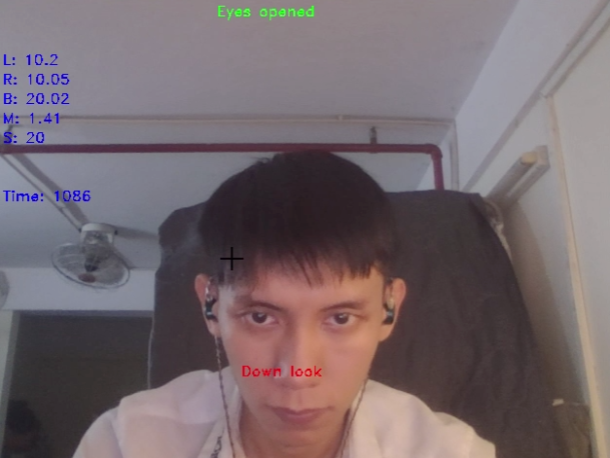 Eyes opened
L: 10.2
R: 10.05
B: 20.02
M: 1.41
S: 20
Time: 1086
Down look